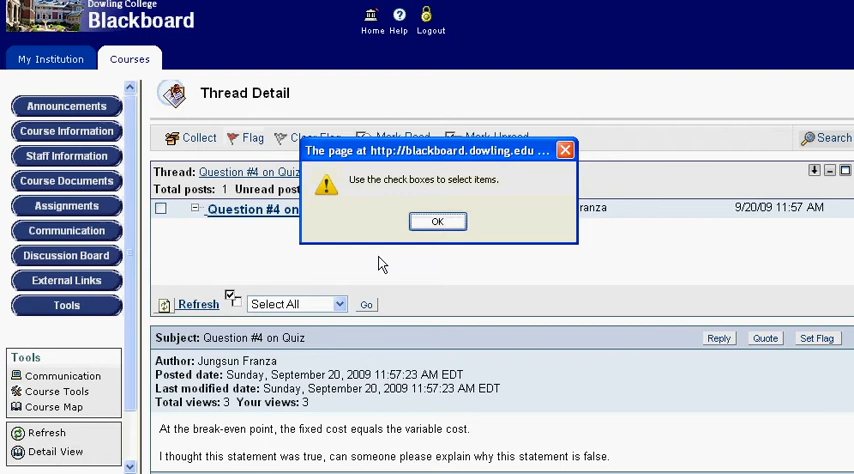 Dowling College
Blackboard
Home Help Logout
My Institution Courses
Announcements
Course Information
Staff Information
Course Documents
Assignments
Communication
Discussion Board
External Links
Tools
Tools
Communication
Course Tools
Course Map
Refresh
Detail View
Thread Detail
Collect Flag Clear Flag Mark Read Mark Unread Search
The page at http://blackboard.dowling.edu ...
Use the check boxes to select items.
OK
Thread: Question #4 on Quiz
Total posts: 1 Unread pos
Question #4 on Franza 9/20/09 11:57 AM
Refresh Select All Go
Subject: Question #4 on Quiz Reply Quote Set Flag
Author: Jungsun Franza
Posted date: Sunday, September 20, 2009 11:57:23 AM EDT
Last modified date: Sunday, September 20, 2009 11:57:23 AM EDT
Total views: 3 Your views: 3
At the break-even point, the fixed cost equals the variable cost.
I thought this statement was true, can someone please explain why this statement is false.